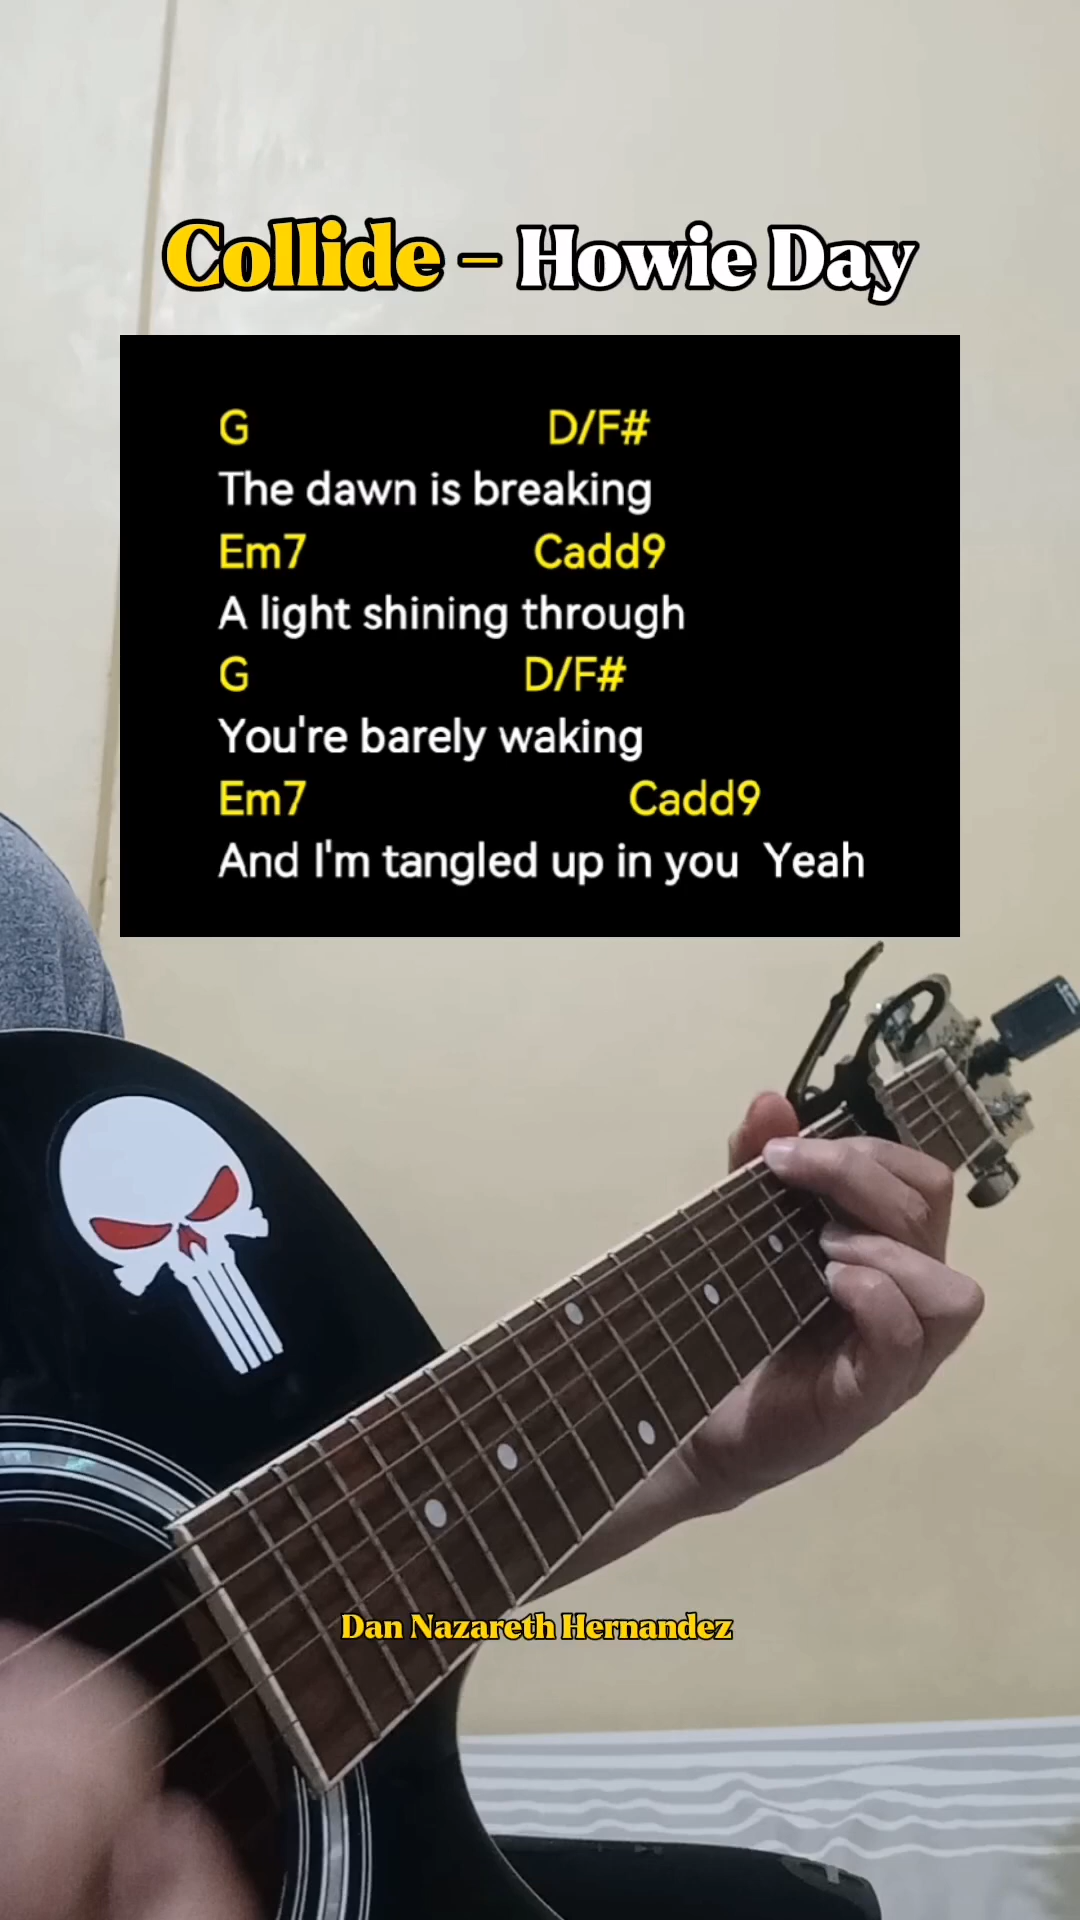 Collide - Howie Day
G D/F#
The dawn is breaking
Em7 Cadd9
A light shining through
G D/F#
You're barely waking
Em7 Cadd9
And I'm tangled up in you Yeah
Dan Nazareth Hernandez